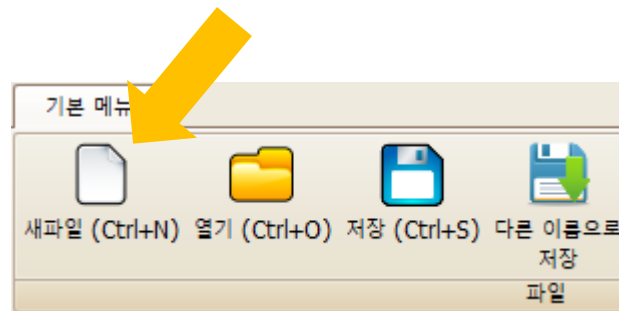 기본 메뉴
새파일 (Ctrl+N) 열기 (Ctrl+O) 저장 (Ctrl+S) 다른 이름으로
저장
파일